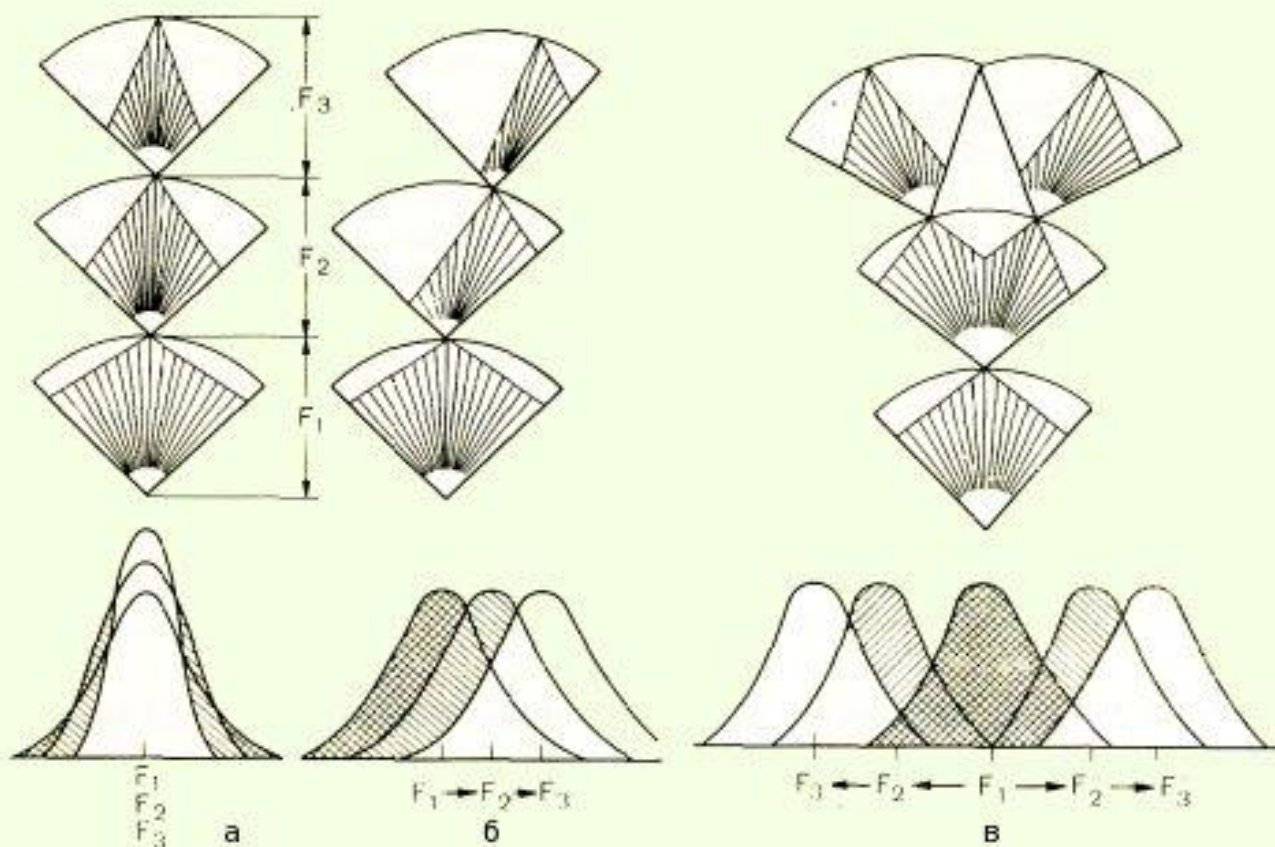 F3
F2
F1
F1
F2
F3
F1 → F2 → F3
F3 ← F2 ← F1 → F2 → F3
а
б
в